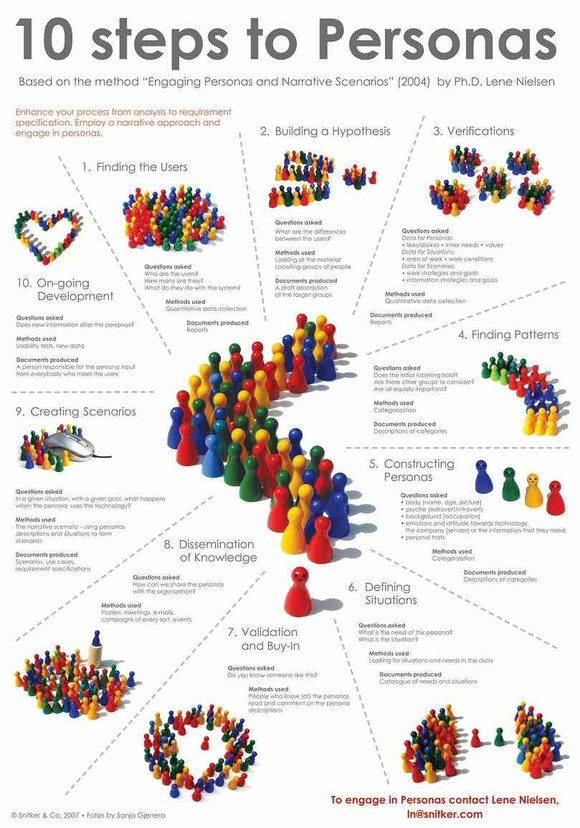 10 steps to Personas
Based on the method “Engaging Personas and Narrative Scenarios” (2004) by Ph.D. Lene Nielsen
Enhance your process from analysis to requirement
specification. Employ a narrative approach and
engage in personas.
1. Finding the Users
Questions asked
Who are the users?
How many are they?
What do they do with the system?
Methods used
Quantitative data collection
Documents produced
Reports
2. Building a Hypothesis
Questions asked
What are the differences
between the users?
Methods used
Looking at the material
Labelling groups of people
Documents produced
A draft description
of the target groups
3. Verifications
Questions asked
Data for Personas:
• likes/dislikes • inner needs • values
Data for Situations:
• area of work • work conditions
Data for Scenarios:
• work strategies and goals
• information strategies and goals
Methods used
Quantitative data collection
Documents produced
Reports
4. Finding Patterns
Questions asked
Does the initial labelling hold?
Are there other groups to consider?
Are all equally important?
Methods used
Categorization
Documents produced
Descriptions of categories
5. Constructing
Personas
Questions asked
• body (name, age, picture)
• psyche (extrovert/introvert)
• background (occupation)
• emotions and attitude towards technology,
the company (sender) or the information that they need
• personal traits
Methods used
Categorization
Documents produced
Descriptions of categories
6. Defining
Situations
Questions asked
What is the need of this persona?
What is the situation?
Methods used
Looking for situations and needs in the data
Documents produced
Catalogue of needs and situations
7. Validation
and Buy-In
Questions asked
Do you know someone like this?
Methods used
People who know (of) the personas
read and comment on the persona
descriptions
8. Dissemination
of Knowledge
Questions asked
How can we share the personas
with the organization?
Methods used
Posters, meetings, e-mails,
campaigns of every sort, events
9. Creating Scenarios
Questions asked
In a given situation, with a given goal, what happens
when the persona uses the technology?
Methods used
The narrative scenario - using personas
descriptions and situations to form
scenarios
Documents produced
Scenarios, use cases,
requirement specifications
10. On-going
Development
Questions asked
Does new information alter the personas?
Methods used
Usability tests, new data
Documents produced
A person responsible for the persona input
from everybody who meet the users
To engage in Personas contact Lene Nielsen,
ln@snitker.com
© Snitker & Co, 2007 • Fotos by Sanja Gjenero